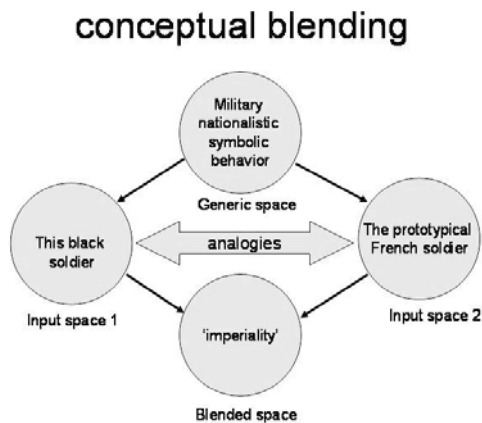 conceptual blending
Military
nationalistic
symbolic
behavior
Generic space
This black
soldier
analogies
The prototypical
French soldier
Input space 1
Input space 2
'imperiality'
Blended space